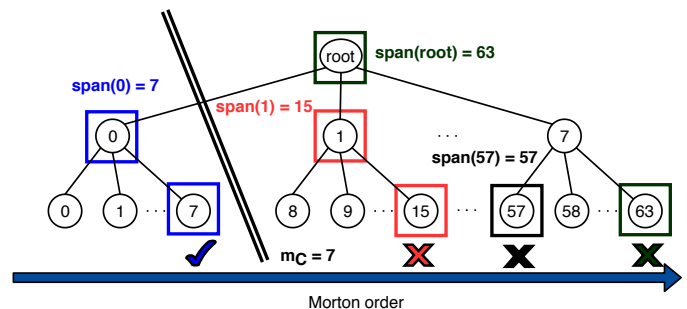 root
span(root) = 63
span(0) = 7
span(1) = 15
0
1
. . .
7
span(57) = 57
0
1
. . .
7
8
9
. . .
15
. . .
57
58
. . .
63
mC = 7
Morton order